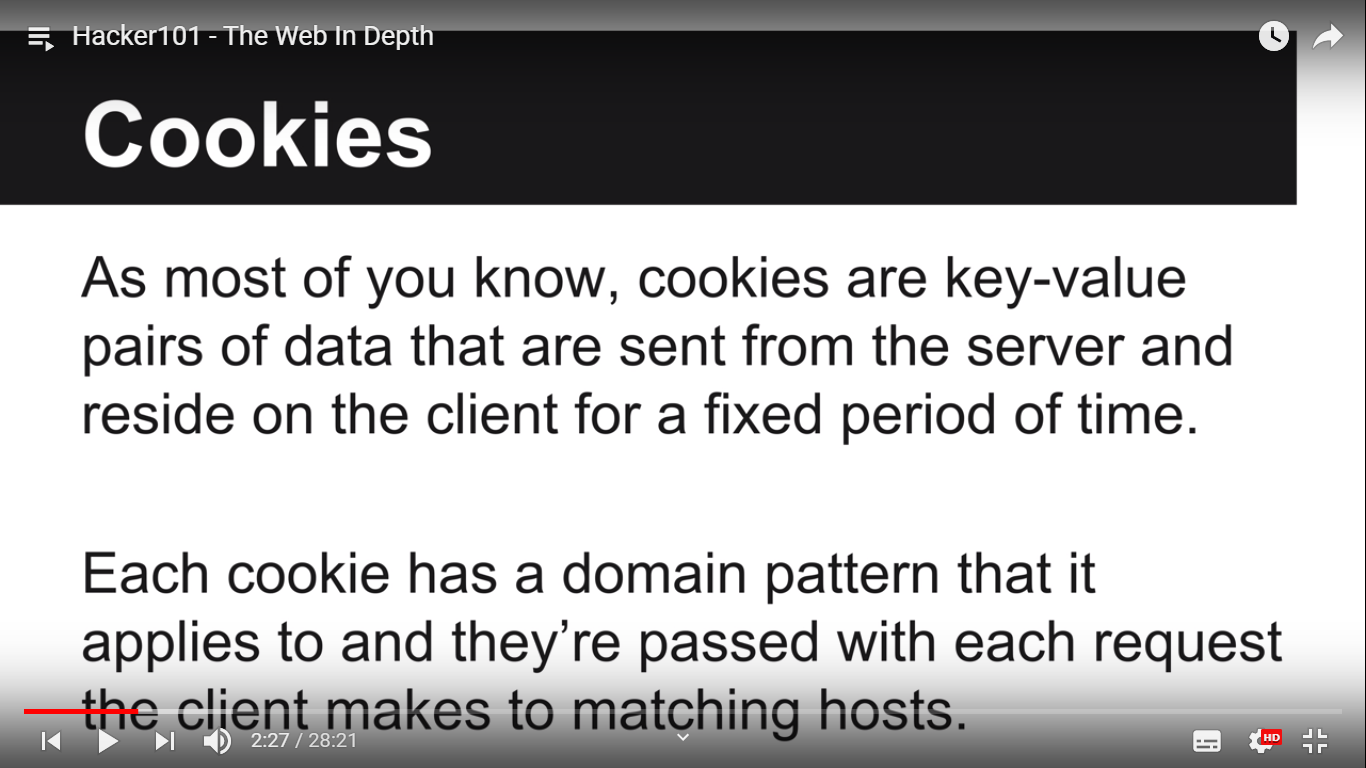 Hacker101 - The Web In Depth
Cookies
As most of you know, cookies are key-value
pairs of data that are sent from the server and
reside on the client for a fixed period of time.
Each cookie has a domain pattern that it
applies to and they’re passed with each request
the client makes to matching hosts.
2:27 / 28:21
HD